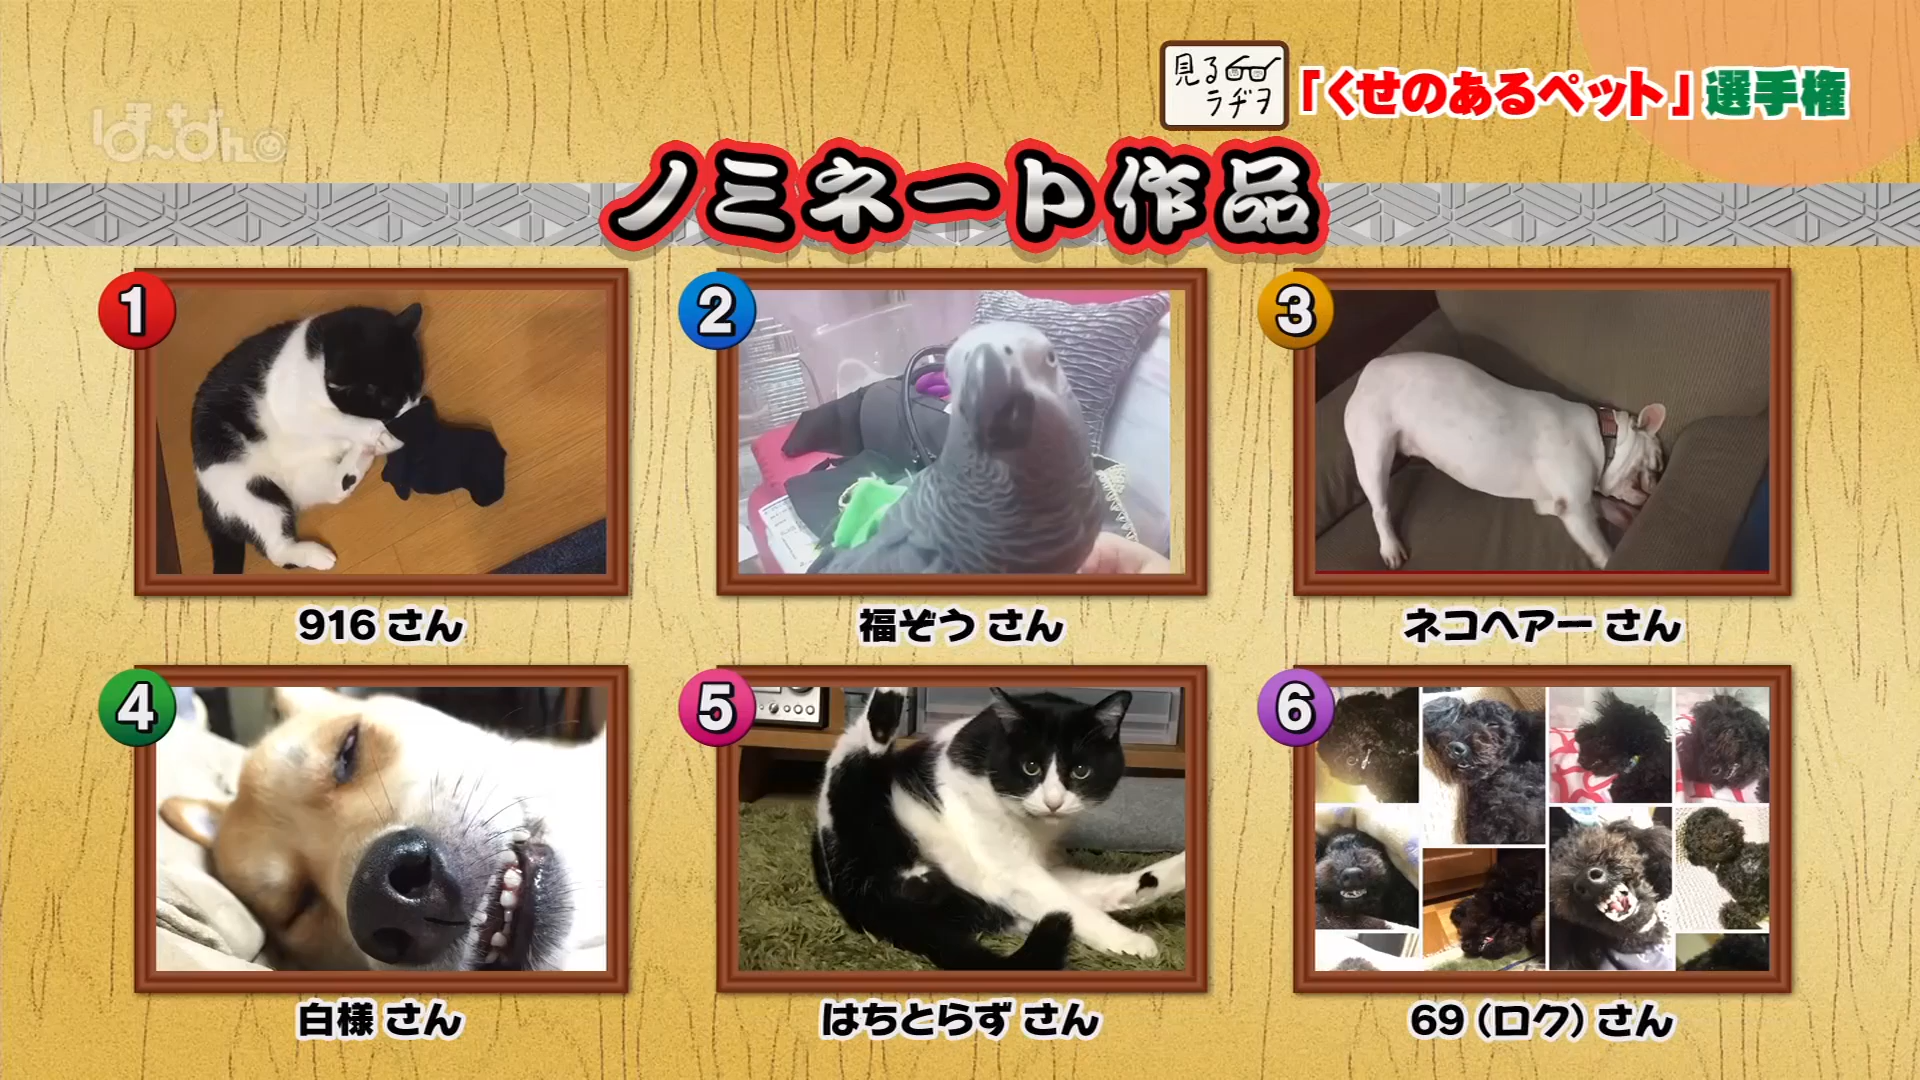 見る
ラヂヲ
「くせのあるペット」選手権
ノミネート作品
1
2
3
916 さん
福ぞう さん
ネコヘアー さん
4
5
6
白様 さん
はちとらず さん
69（ロク）さん